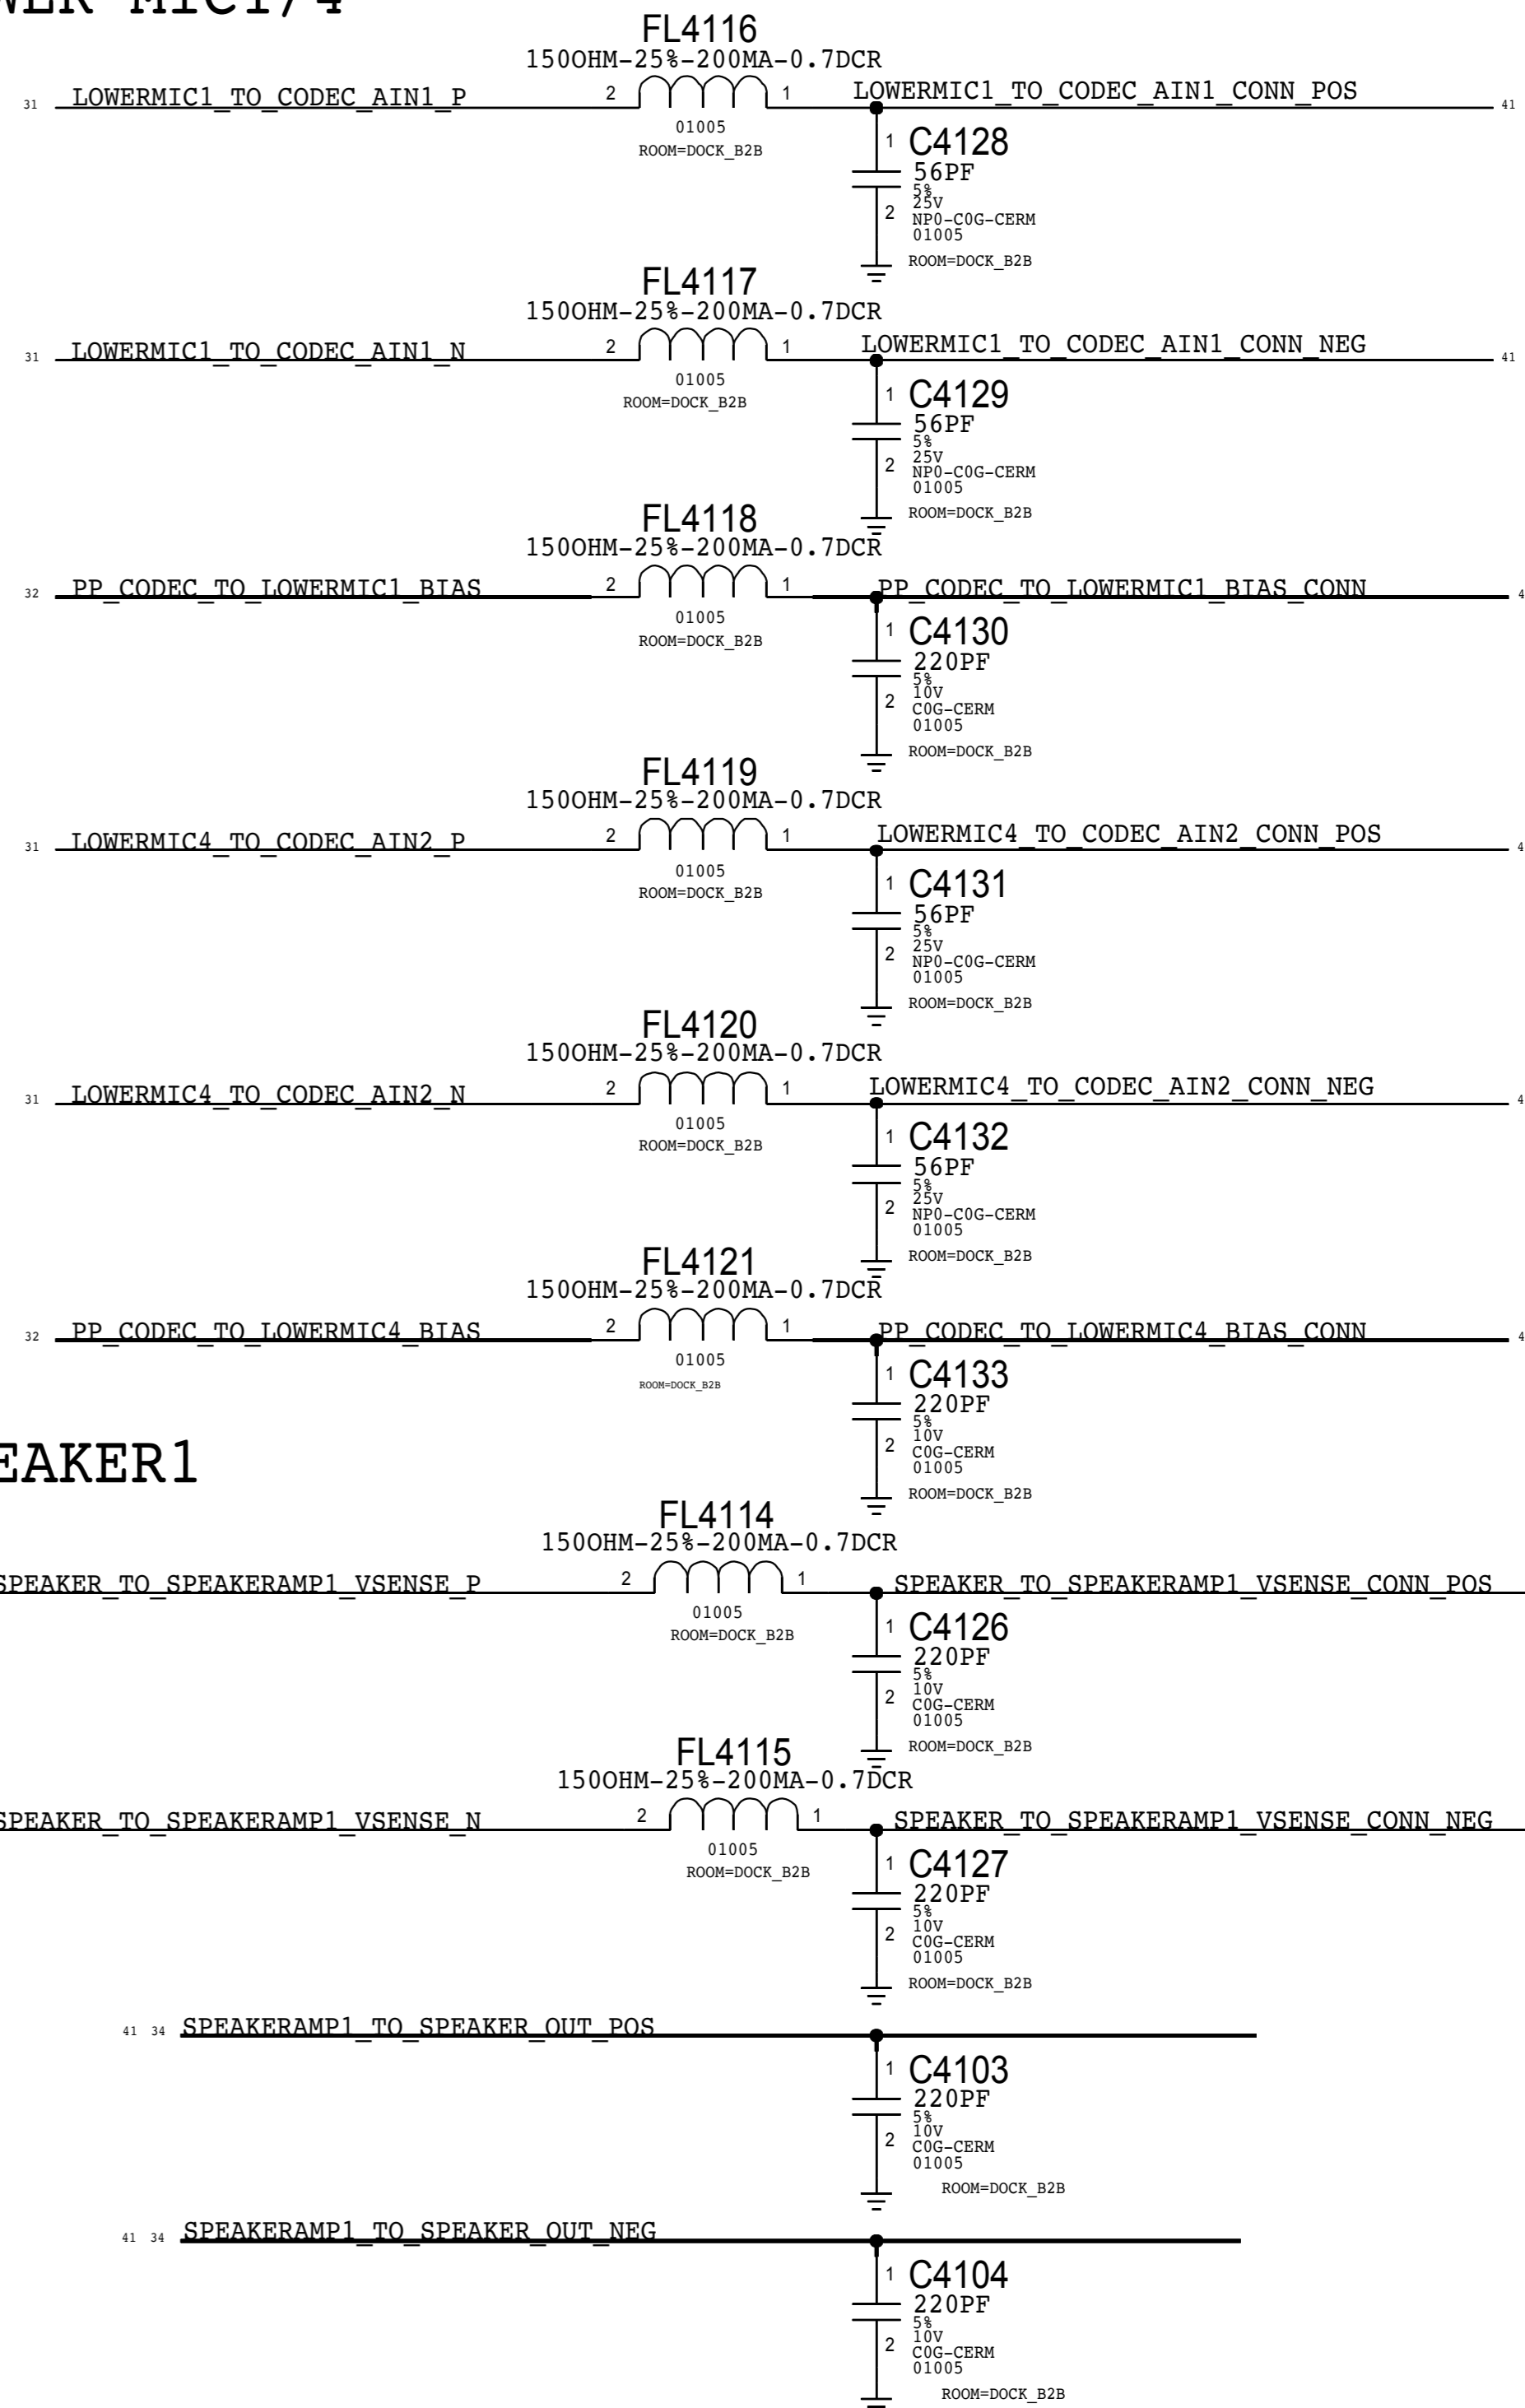 WER MIC1/4
FL4116
150OHM-25%-200MA-0.7DCR
31 LOWERMIC1_TO_CODEC_AIN1_P 2 1 LOWERMIC1_TO_CODEC_AIN1_CONN_POS 41
01005
ROOM=DOCK_B2B
1 C4128
56PF
5%
25V
2 NP0-C0G-CERM
01005
ROOM=DOCK_B2B
FL4117
150OHM-25%-200MA-0.7DCR
31 LOWERMIC1_TO_CODEC_AIN1_N 2 1 LOWERMIC1_TO_CODEC_AIN1_CONN_NEG 41
01005
ROOM=DOCK_B2B
1 C4129
56PF
5%
25V
2 NP0-C0G-CERM
01005
ROOM=DOCK_B2B
FL4118
150OHM-25%-200MA-0.7DCR
32 PP_CODEC_TO_LOWERMIC1_BIAS 2 1 PP_CODEC_TO_LOWERMIC1_BIAS_CONN 4
01005
ROOM=DOCK_B2B
1 C4130
220PF
5%
10V
2 C0G-CERM
01005
ROOM=DOCK_B2B
FL4119
150OHM-25%-200MA-0.7DCR
31 LOWERMIC4_TO_CODEC_AIN2_P 2 1 LOWERMIC4_TO_CODEC_AIN2_CONN_POS 4
01005
ROOM=DOCK_B2B
1 C4131
56PF
5%
25V
2 NP0-C0G-CERM
01005
ROOM=DOCK_B2B
FL4120
150OHM-25%-200MA-0.7DCR
31 LOWERMIC4_TO_CODEC_AIN2_N 2 1 LOWERMIC4_TO_CODEC_AIN2_CONN_NEG 4
01005
ROOM=DOCK_B2B
1 C4132
56PF
5%
25V
2 NP0-C0G-CERM
01005
ROOM=DOCK_B2B
FL4121
150OHM-25%-200MA-0.7DCR
32 PP_CODEC_TO_LOWERMIC4_BIAS 2 1 PP_CODEC_TO_LOWERMIC4_BIAS_CONN 4
01005
ROOM=DOCK_B2B
1 C4133
220PF
5%
10V
2 C0G-CERM
01005
ROOM=DOCK_B2B
EAKER1
FL4114
150OHM-25%-200MA-0.7DCR
SPEAKER_TO_SPEAKERAMP1_VSENSE_P 2 1 SPEAKER_TO_SPEAKERAMP1_VSENSE_CONN_POS
01005
ROOM=DOCK_B2B
1 C4126
220PF
5%
10V
2 C0G-CERM
01005
ROOM=DOCK_B2B
FL4115
150OHM-25%-200MA-0.7DCR
SPEAKER_TO_SPEAKERAMP1_VSENSE_N 2 1 SPEAKER_TO_SPEAKERAMP1_VSENSE_CONN_NEG
01005
ROOM=DOCK_B2B
1 C4127
220PF
5%
10V
2 C0G-CERM
01005
ROOM=DOCK_B2B
41 34 SPEAKERAMP1_TO_SPEAKER_OUT_POS
1 C4103
220PF
5%
10V
2 C0G-CERM
01005
ROOM=DOCK_B2B
41 34 SPEAKERAMP1_TO_SPEAKER_OUT_NEG
1 C4104
220PF
5%
10V
2 C0G-CERM
01005
ROOM=DOCK_B2B